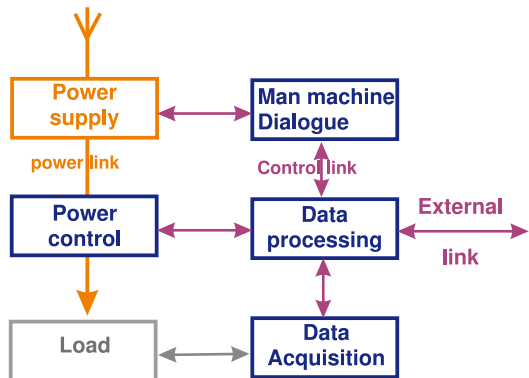 Power
supply
Man machine
Dialogue
power link
Control link
Power
control
Data
processing
External
link
Load
Data
Acquisition